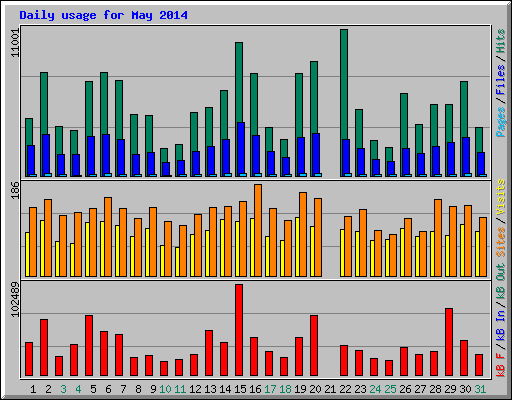 Daily usage for May 2014
11001
Pages / Files / Hits
186
Sites / Visits
102489
kB F / kB In / kB Out
1 2 3 4 5 6 7 8 9 10 11 12 13 14 15 16 17 18 19 20 21 22 23 24 25 26 27 28 29 30 31